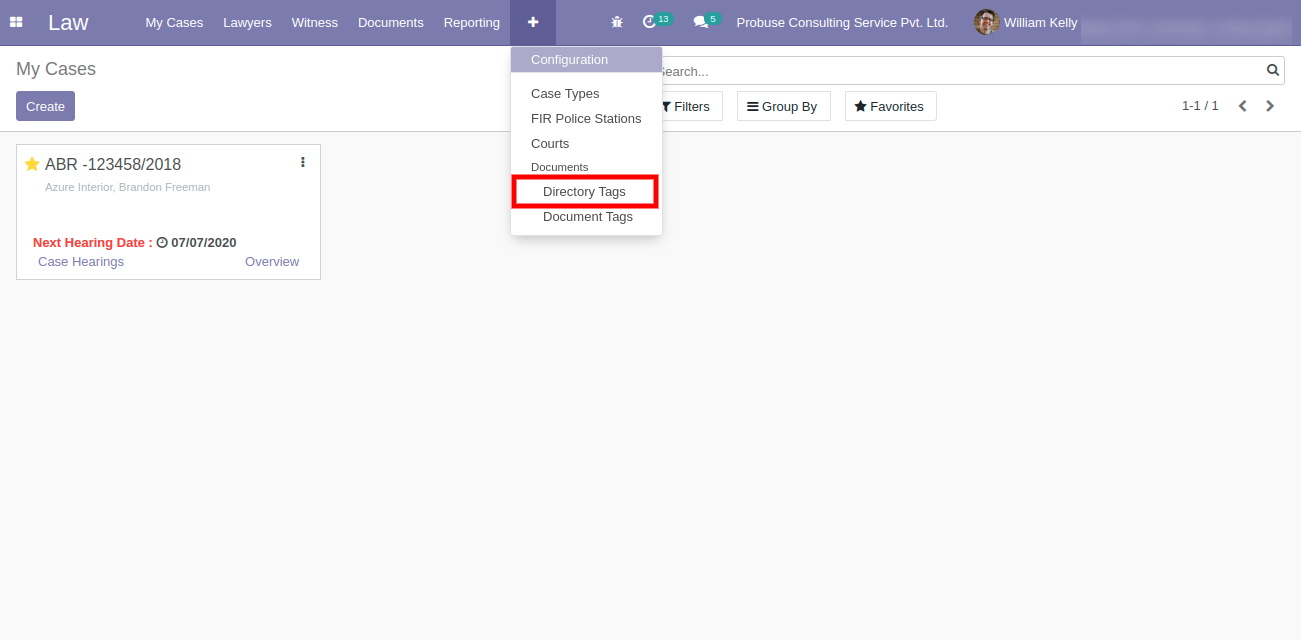 Law My Cases Lawyers Witness Documents Reporting 13 5 Probuse Consulting Service Pvt. Ltd. William Kelly
My Cases
Configuration
Search...
Create
Case Types
Filters Group By Favorites 1-1 / 1
FIR Police Stations
Courts
Documents
Directory Tags
Document Tags
ABR -123458/2018
Azure Interior, Brandon Freeman
Next Hearing Date : 07/07/2020
Case Hearings Overview